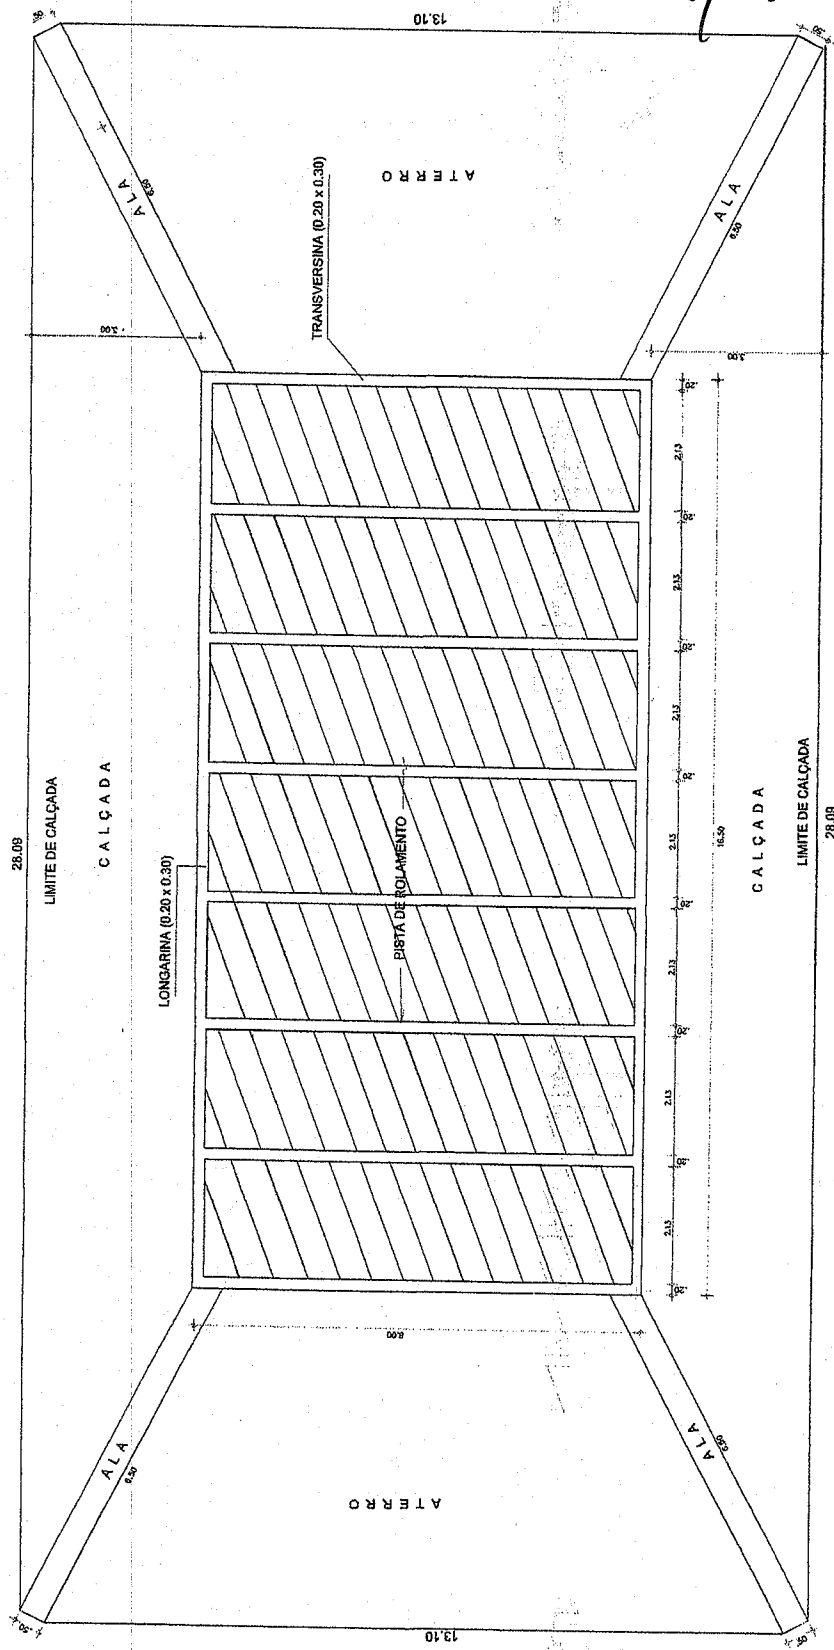 28.09
LIMITE DE CALÇADA
CALÇADA
.50
.50
13.10
13.10
ALA
6.50
ALA
6.50
3.00
LONGARINA (0.20 x 0.30)
TRANSVERSINA (0.20 x 0.30)
ATERRO
ATERRO
PISTA DE ROLAMENTO
8.00
ALA
6.50
ALA
6.50
3.00
.20
2.13
.20
2.13
.20
2.13
.20
2.13
.20
2.13
.20
2.13
.20
2.13
.20
16.50
CALÇADA
.50
.50
LIMITE DE CALÇADA
28.09